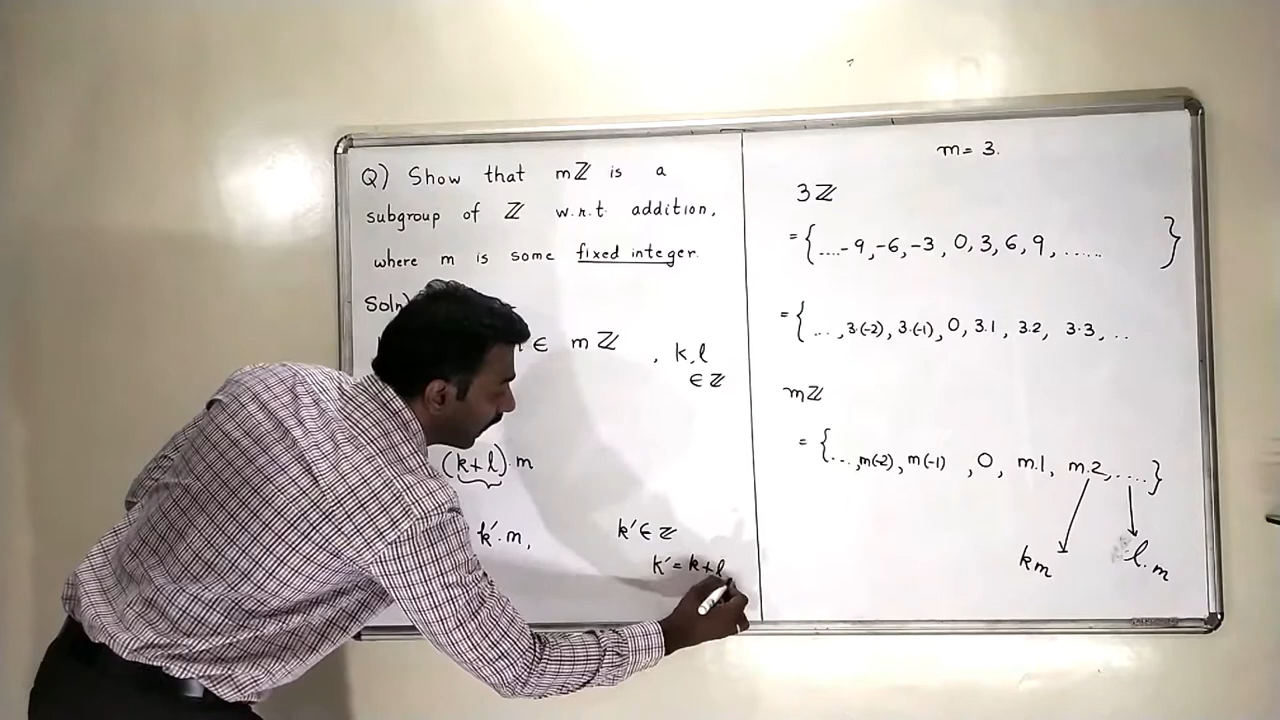 Q) Show that mℤ is a
subgroup of ℤ w.r.t. addition,
where m is some fixed integer.
Soln)
∈ mℤ , k, l
∈ ℤ
(k+l)·m
k'·m, k' ∈ ℤ
k' = k+l
m = 3.
3ℤ
= {....-9, -6, -3, 0, 3, 6, 9, ...... }
= {..., 3·(-2), 3·(-1), 0, 3·1, 3·2, 3·3, ..
mℤ
= {..., m(-2), m(-1), 0, m·1, m·2, ....}
km l·m